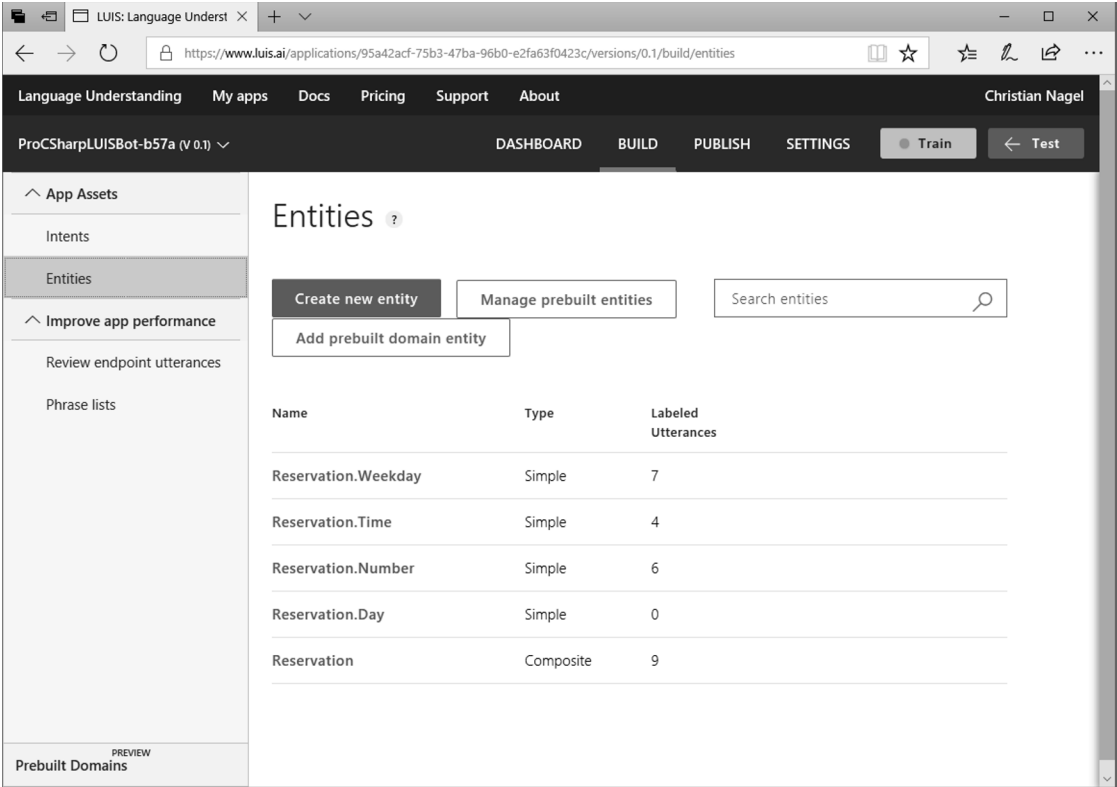 LUIS: Language Underst
https://www.luis.ai/applications/95a42acf-75b3-47ba-96b0-e2fa63f0423c/versions/0.1/build/entities
Language Understanding My apps Docs Pricing Support About Christian Nagel
ProCSharpLUISBot-b57a (V 0.1) DASHBOARD BUILD PUBLISH SETTINGS Train Test
App Assets
Intents
Entities
Improve app performance
Review endpoint utterances
Phrase lists
PREVIEW
Prebuilt Domains
Entities ?
Create new entity Manage prebuilt entities Search entities
Add prebuilt domain entity
Name Type Labeled
Utterances
Reservation.Weekday Simple 7
Reservation.Time Simple 4
Reservation.Number Simple 6
Reservation.Day Simple 0
Reservation Composite 9